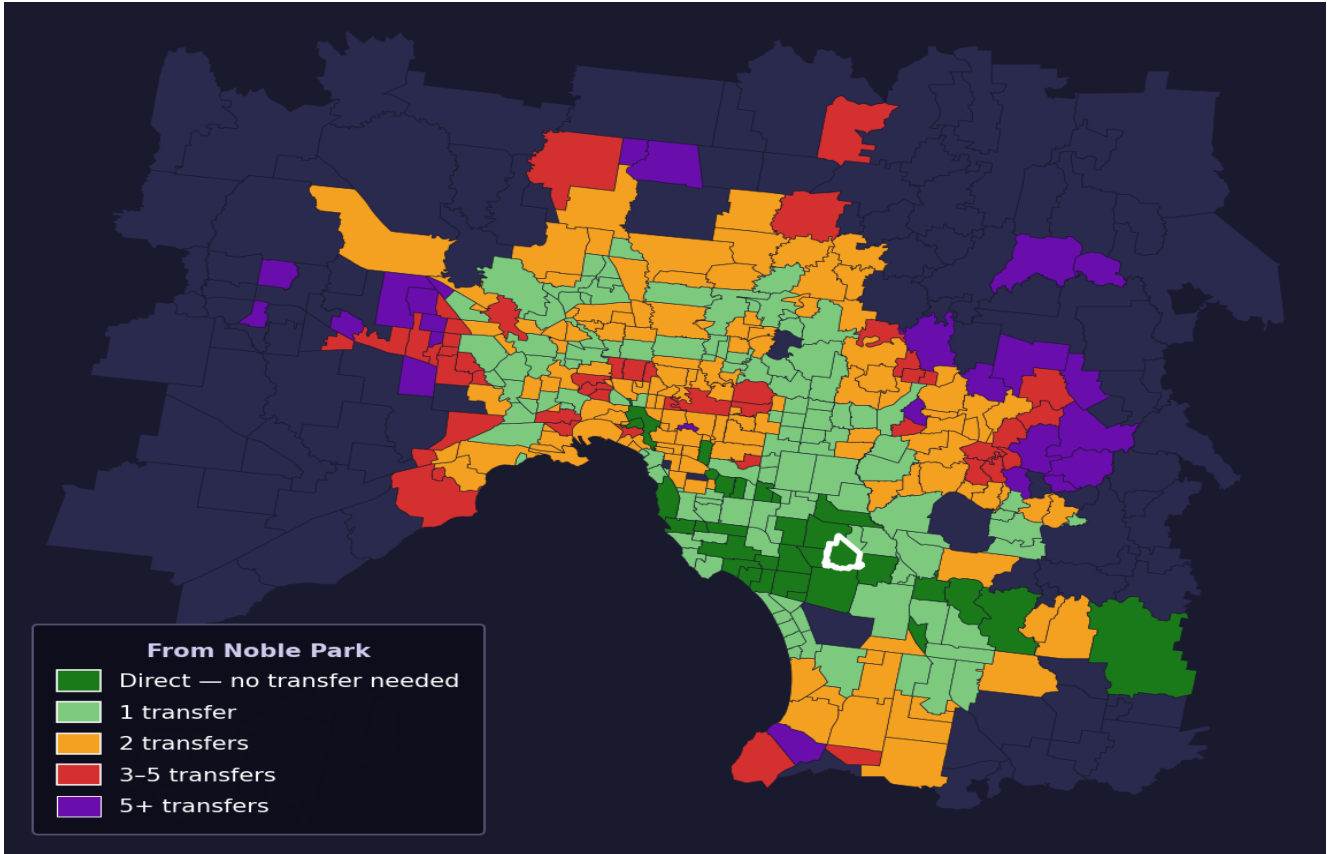 From Noble Park
Direct — no transfer needed
1 transfer
2 transfers
3–5 transfers
5+ transfers